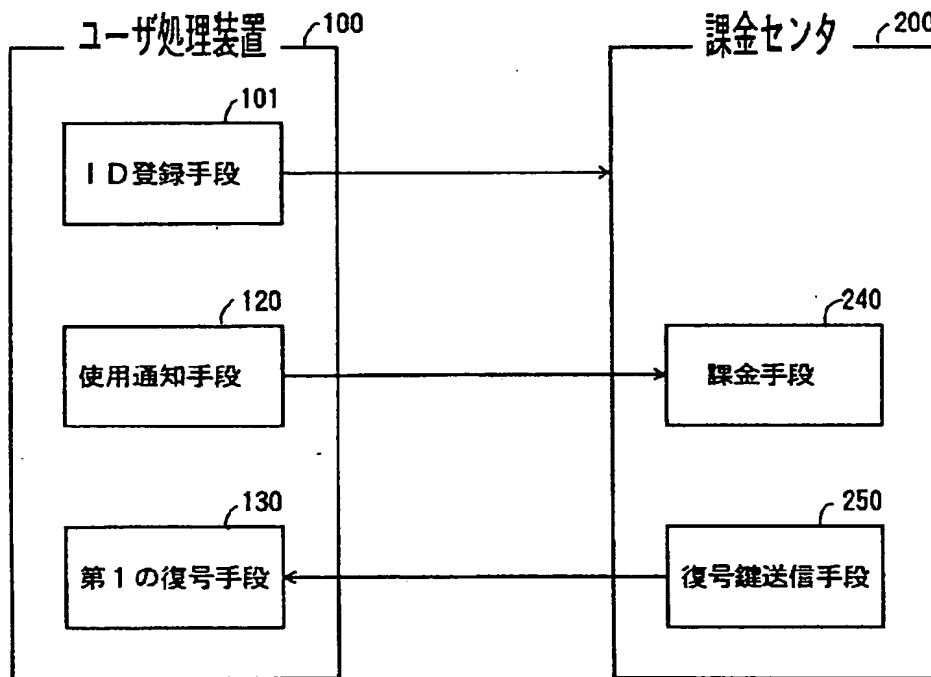 ユーザ処理装置 100
課金センタ 200
101
ID登録手段
120
使用通知手段
240
課金手段
130
第1の復号手段
250
復号鍵送信手段